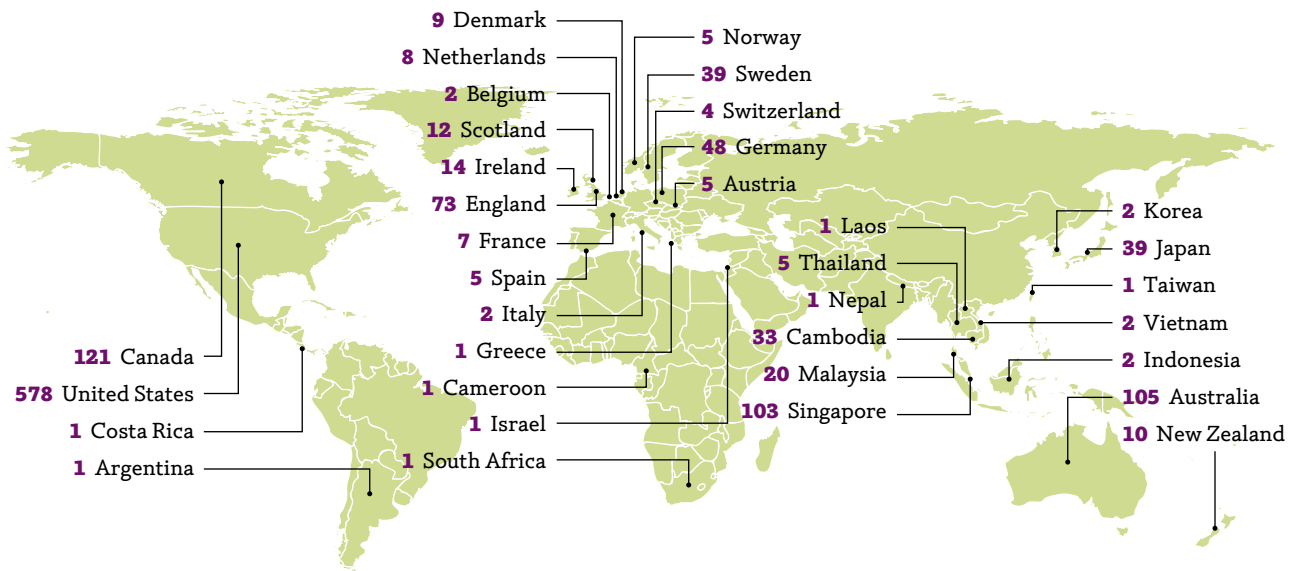 9 Denmark
8 Netherlands
2 Belgium
12 Scotland
14 Ireland
73 England
7 France
5 Spain
2 Italy
1 Greece
1 Cameroon
1 Israel
1 South Africa
121 Canada
578 United States
1 Costa Rica
1 Argentina
5 Norway
39 Sweden
4 Switzerland
48 Germany
5 Austria
1 Laos
5 Thailand
1 Nepal
33 Cambodia
20 Malaysia
103 Singapore
2 Korea
39 Japan
1 Taiwan
2 Vietnam
2 Indonesia
105 Australia
10 New Zealand